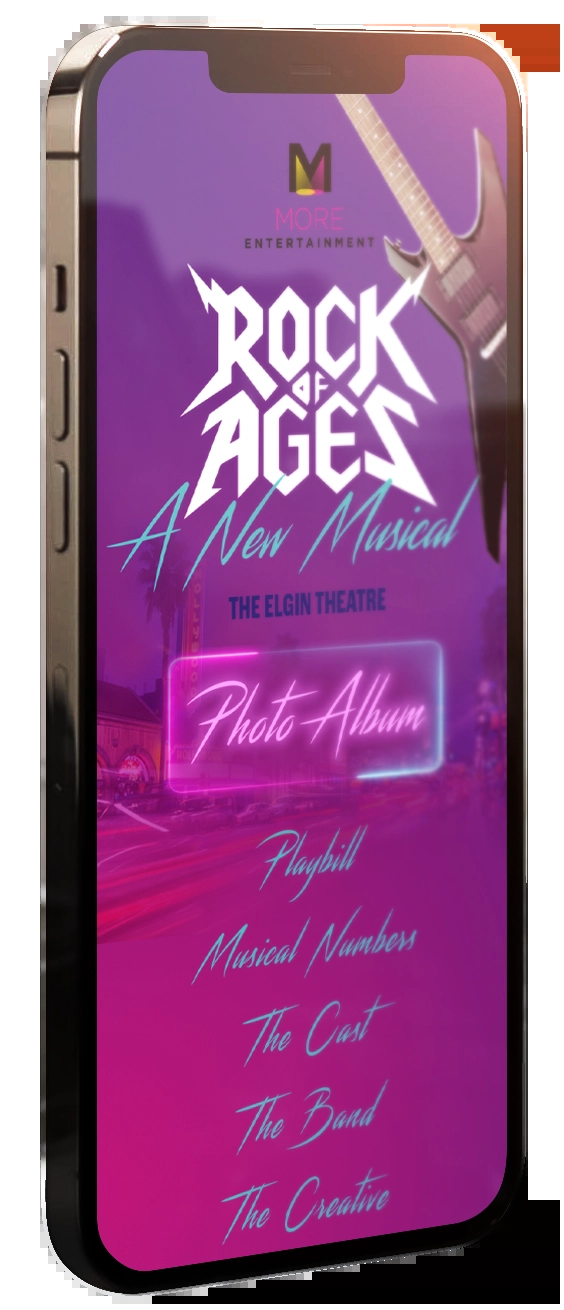 M
MORE
ENTERTAINMENT
ROCK
OF
AGES
A New Musical
THE ELGIN THEATRE
Photo Album
Playbill
Musical Numbers
The Cast
The Band
The Creative